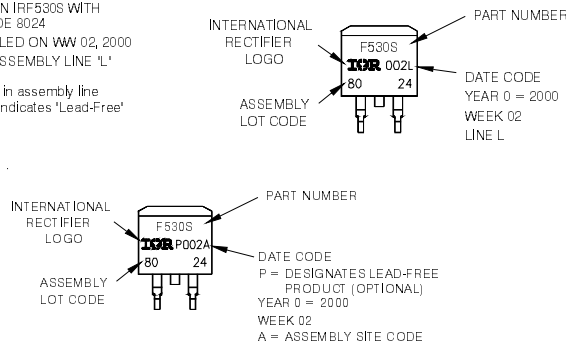 N IRF530S WITH
DE 8024
LED ON WW 02, 2000
ASSEMBLY LINE "L"
in assembly line
ndicates "Lead-Free"
INTERNATIONAL
RECTIFIER
LOGO
PART NUMBER
F530S
IOR 002L
80 24
ASSEMBLY
LOT CODE
DATE CODE
YEAR 0 = 2000
WEEK 02
LINE L
INTERNATIONAL
RECTIFIER
LOGO
PART NUMBER
F530S
IOR P002A
80 24
ASSEMBLY
LOT CODE
DATE CODE
P = DESIGNATES LEAD-FREE
PRODUCT (OPTIONAL)
YEAR 0 = 2000
WEEK 02
A = ASSEMBLY SITE CODE